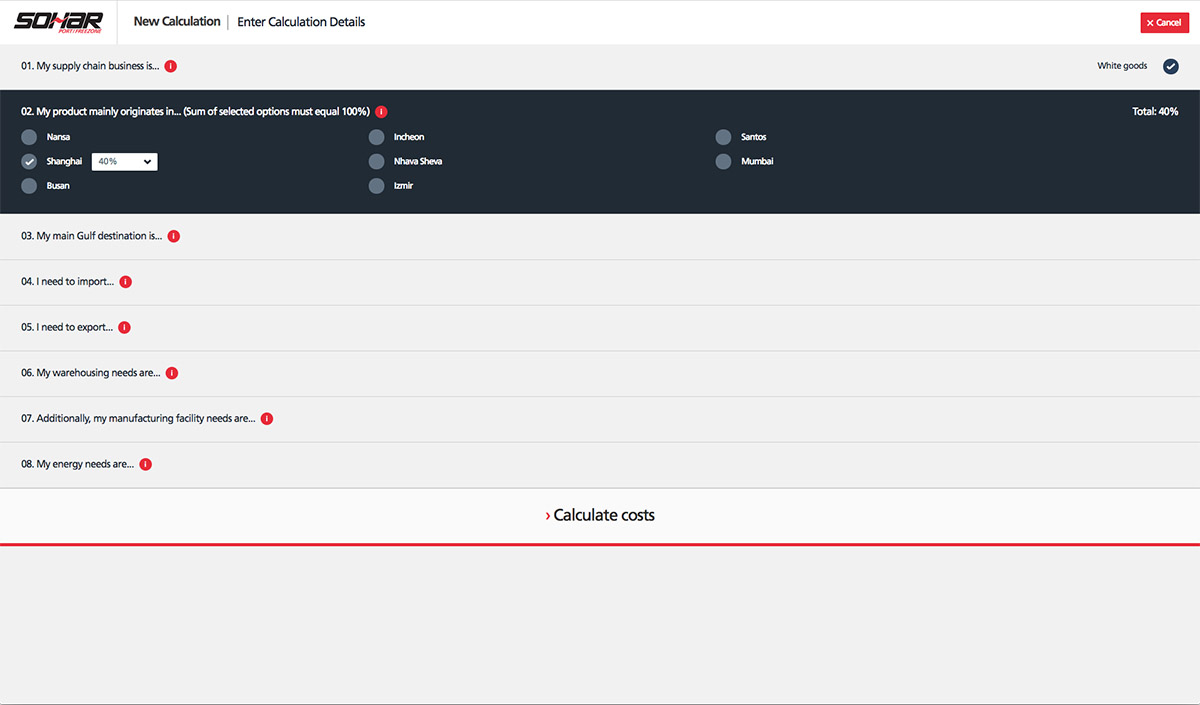 SOHAR
PORT & FREEZONE
New Calculation | Enter Calculation Details
× Cancel
01. My supply chain business is... i
White goods
02. My product mainly originates in... (Sum of selected options must equal 100%) i
Total: 40%
Nansa
Incheon
Santos
Shanghai 40%
Nhava Sheva
Mumbai
Busan
Izmir
03. My main Gulf destination is... i
04. I need to import... i
05. I need to export... i
06. My warehousing needs are... i
07. Additionally, my manufacturing facility needs are... i
08. My energy needs are... i
› Calculate costs